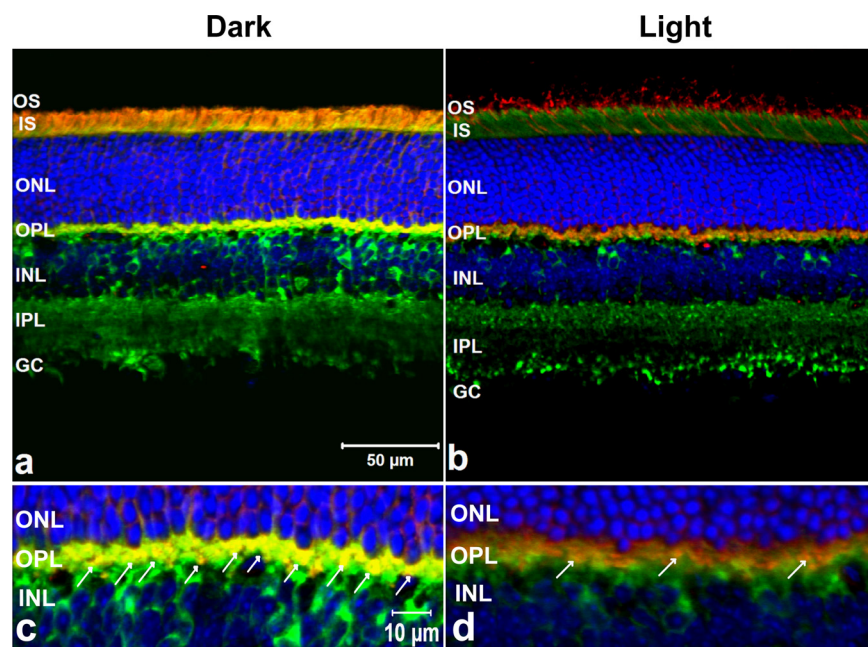 Dark
Light
OS
IS
ONL
OPL
INL
IPL
GC
50 µm
a
OS
IS
ONL
OPL
INL
IPL
GC
b
ONL
OPL
INL
10 µm
c
ONL
OPL
INL
d